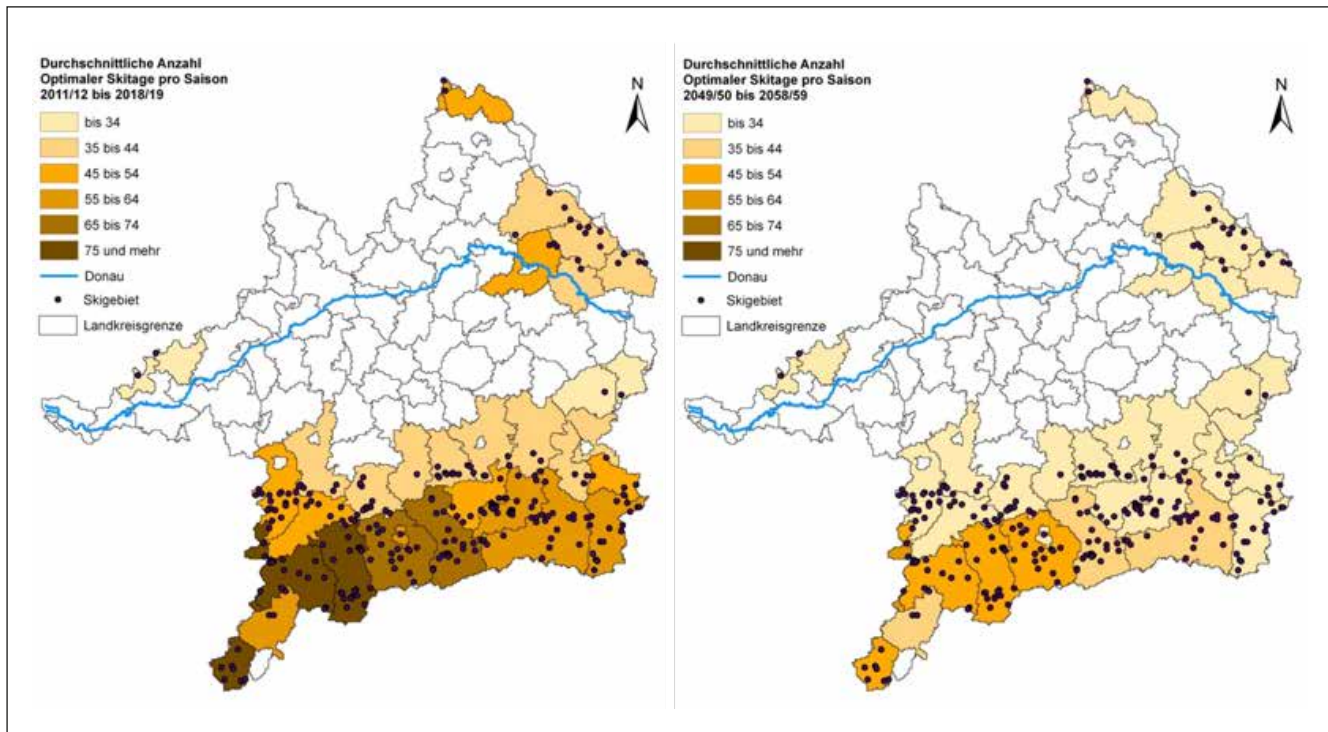 Durchschnittliche Anzahl
Optimaler Skitage pro Saison
2011/12 bis 2018/19
bis 34
35 bis 44
45 bis 54
55 bis 64
65 bis 74
75 und mehr
Donau
Skigebiet
Landkreisgrenze
N
Durchschnittliche Anzahl
Optimaler Skitage pro Saison
2049/50 bis 2058/59
bis 34
35 bis 44
45 bis 54
55 bis 64
65 bis 74
75 und mehr
Donau
Skigebiet
Landkreisgrenze
N